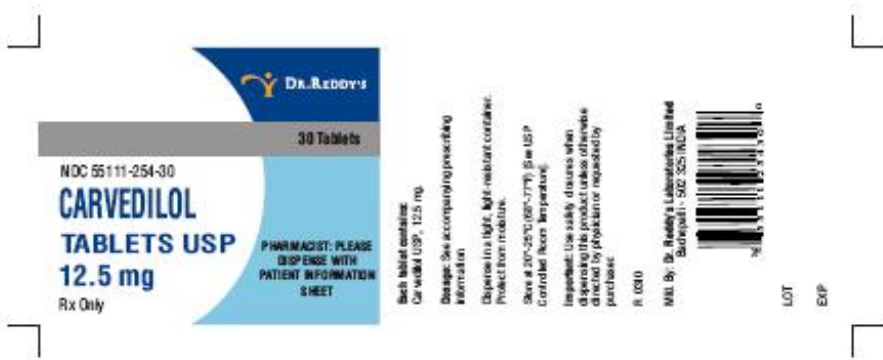 DR.REDDY'S
30 Tablets
NDC 55111-254-30
CARVEDILOL
TABLETS USP
12.5 mg
Rx Only
PHARMACIST: PLEASE
DISPENSE WITH
PATIENT INFORMATION
SHEET
Each tablet contains:
Carvedilol USP, 12.5 mg.
Dosage: See accompanying prescribing
information
Dispense in a tight, light-resistant container.
Protect from moisture.
Store at 20°-25°C (68°-77°F) (See USP
Controlled Room Temperature).
Important: Use safety closures when
dispensing this product unless otherwise
directed by physician or requested by
purchaser.
Mfd. By: Dr. Reddy's Laboratories Limited
Bachepalli - 502 325 INDIA
LOT
EXP